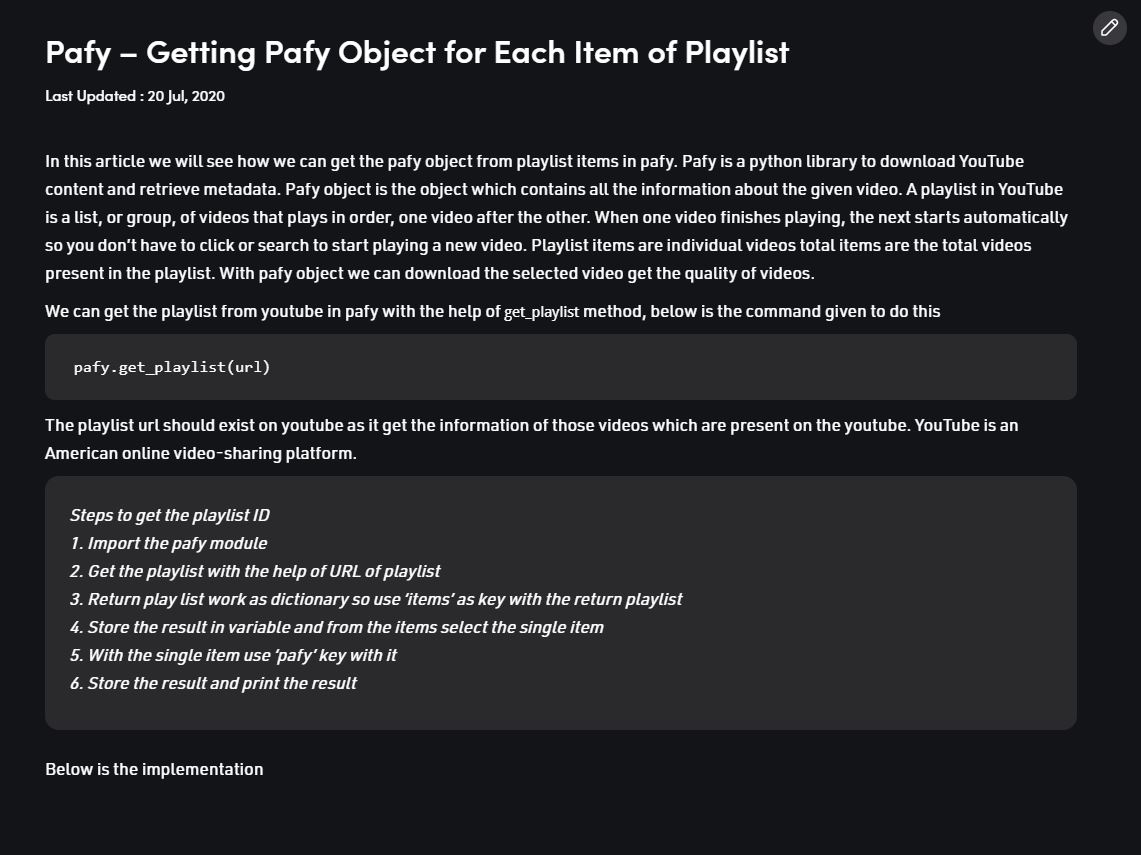 Pafy – Getting Pafy Object for Each Item of Playlist
Last Updated : 20 Jul, 2020
In this article we will see how we can get the pafy object from playlist items in pafy. Pafy is a python library to download YouTube
content and retrieve metadata. Pafy object is the object which contains all the information about the given video. A playlist in YouTube
is a list, or group, of videos that plays in order, one video after the other. When one video finishes playing, the next starts automatically
so you don’t have to click or search to start playing a new video. Playlist items are individual videos total items are the total videos
present in the playlist. With pafy object we can download the selected video get the quality of videos.
We can get the playlist from youtube in pafy with the help of get_playlist method, below is the command given to do this
pafy.get_playlist(url)
The playlist url should exist on youtube as it get the information of those videos which are present on the youtube. YouTube is an
American online video-sharing platform.
Steps to get the playlist ID
1. Import the pafy module
2. Get the playlist with the help of URL of playlist
3. Return play list work as dictionary so use ‘items’ as key with the return playlist
4. Store the result in variable and from the items select the single item
5. With the single item use ‘pafy’ key with it
6. Store the result and print the result
Below is the implementation